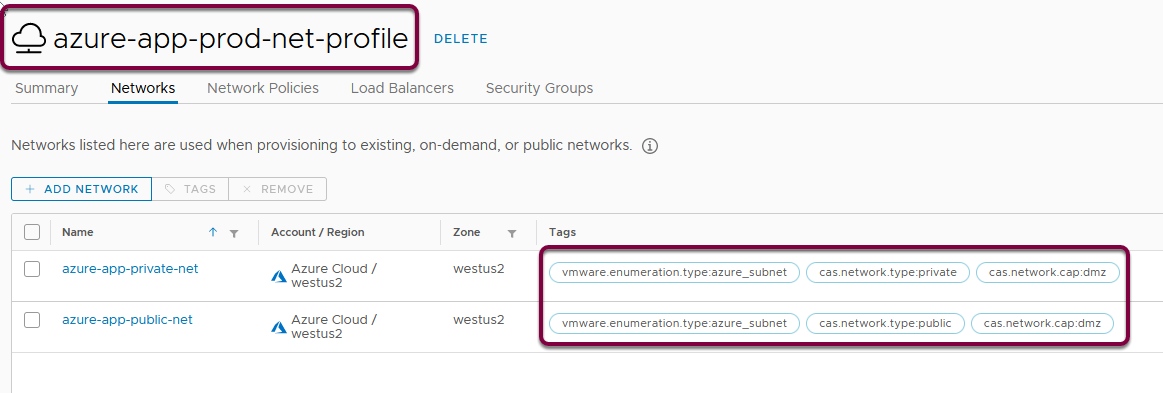 azure-app-prod-net-profile DELETE
Summary Networks Network Policies Load Balancers Security Groups
Networks listed here are used when provisioning to existing, on-demand, or public networks.
+ ADD NETWORK TAGS × REMOVE
Name Account / Region Zone Tags
azure-app-private-net Azure Cloud / westus2 vmware.enumeration.type:azure_subnet cas.network.type:private cas.network.cap:dmz
westus2
azure-app-public-net Azure Cloud / westus2 vmware.enumeration.type:azure_subnet cas.network.type:public cas.network.cap:dmz
westus2